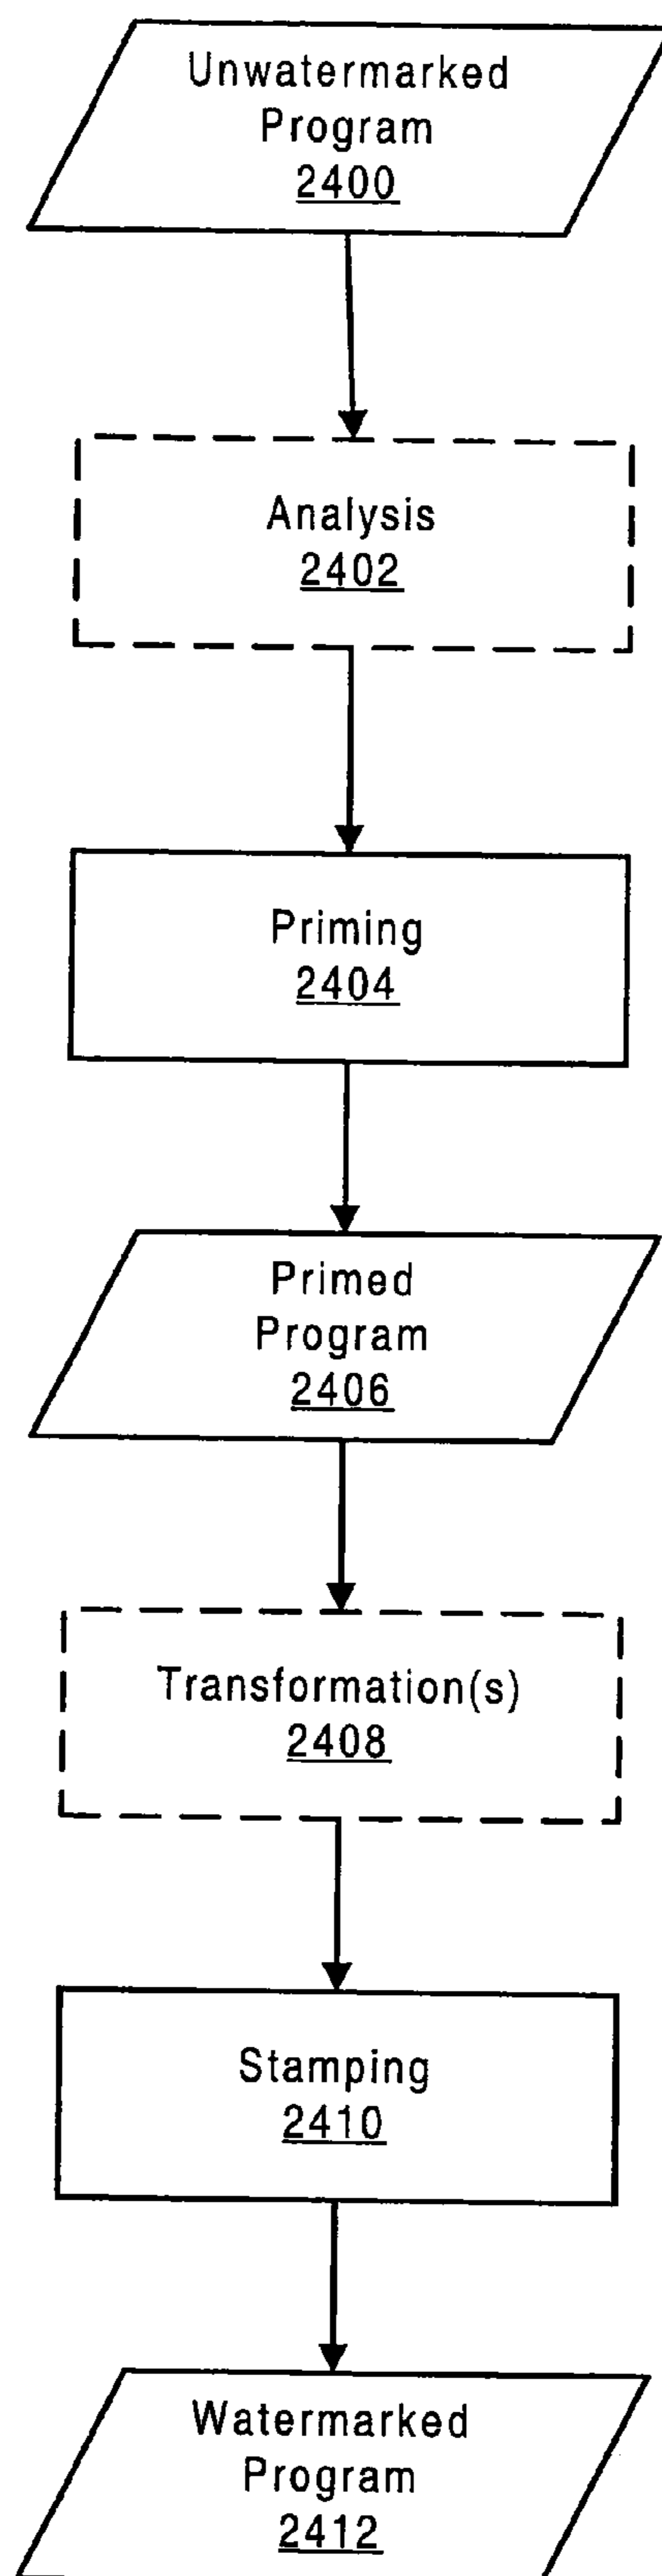 Unwatermarked
Program
2400
Analysis
2402
Priming
2404
Primed
Program
2406
Transformation(s)
2408
Stamping
2410
Watermarked
Program
2412